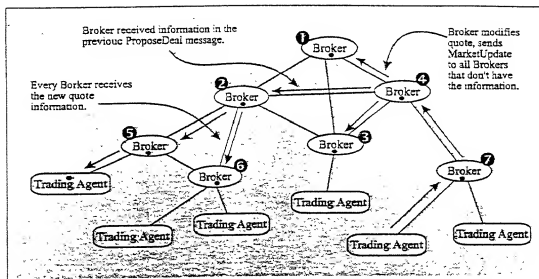 Broker received information in the
previous ProposeDeal message.
Broker modifies
quote, sends
MarketUpdate
to all Brokers
that don't have
the information.
Every Borker receives
the new quote
information.
1
Broker
2
Broker
4
Broker
5
Broker
3
Broker
6
Broker
7
Broker
Trading Agent
Trading Agent
Trading Agent
Trading Agent
Trading Agent
Trading Agent